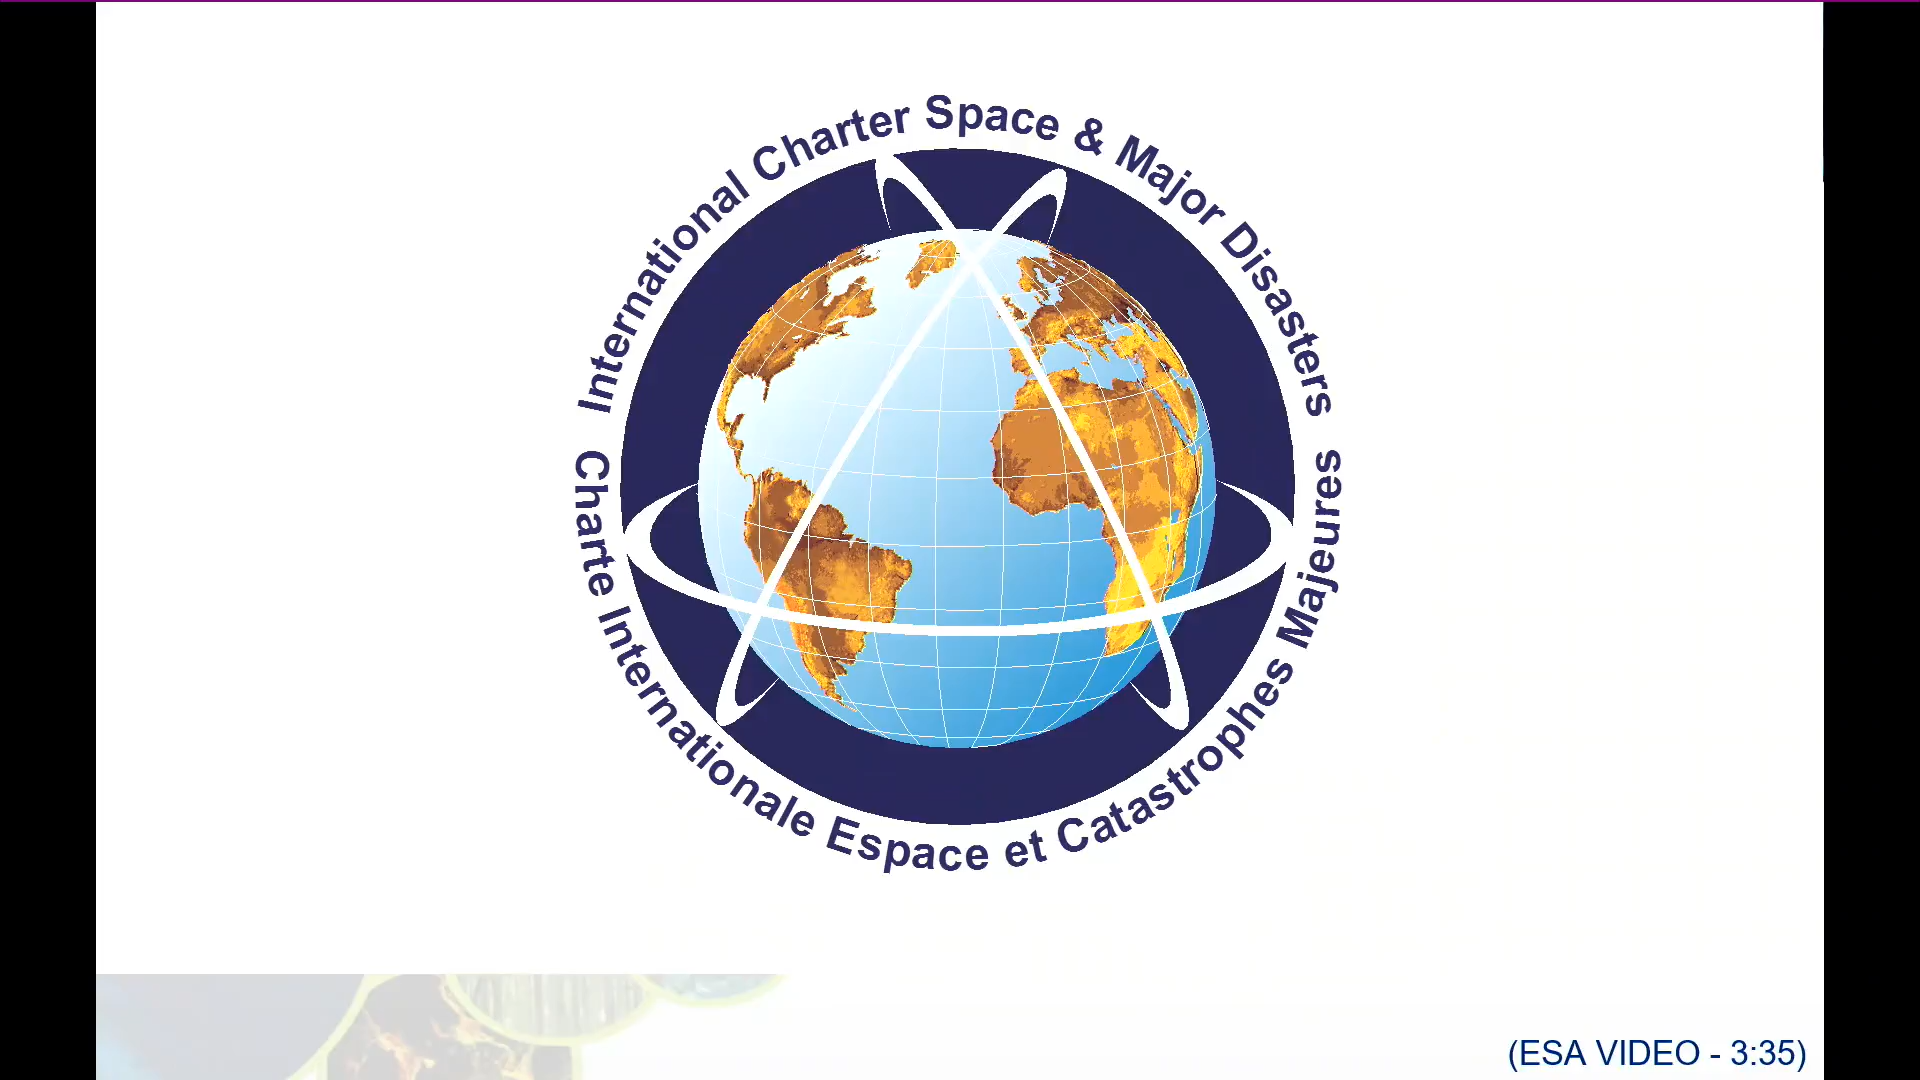 International Charter Space & Major Disasters
Charte Internationale Espace et Catastrophes Majeures
(ESA VIDEO - 3:35)